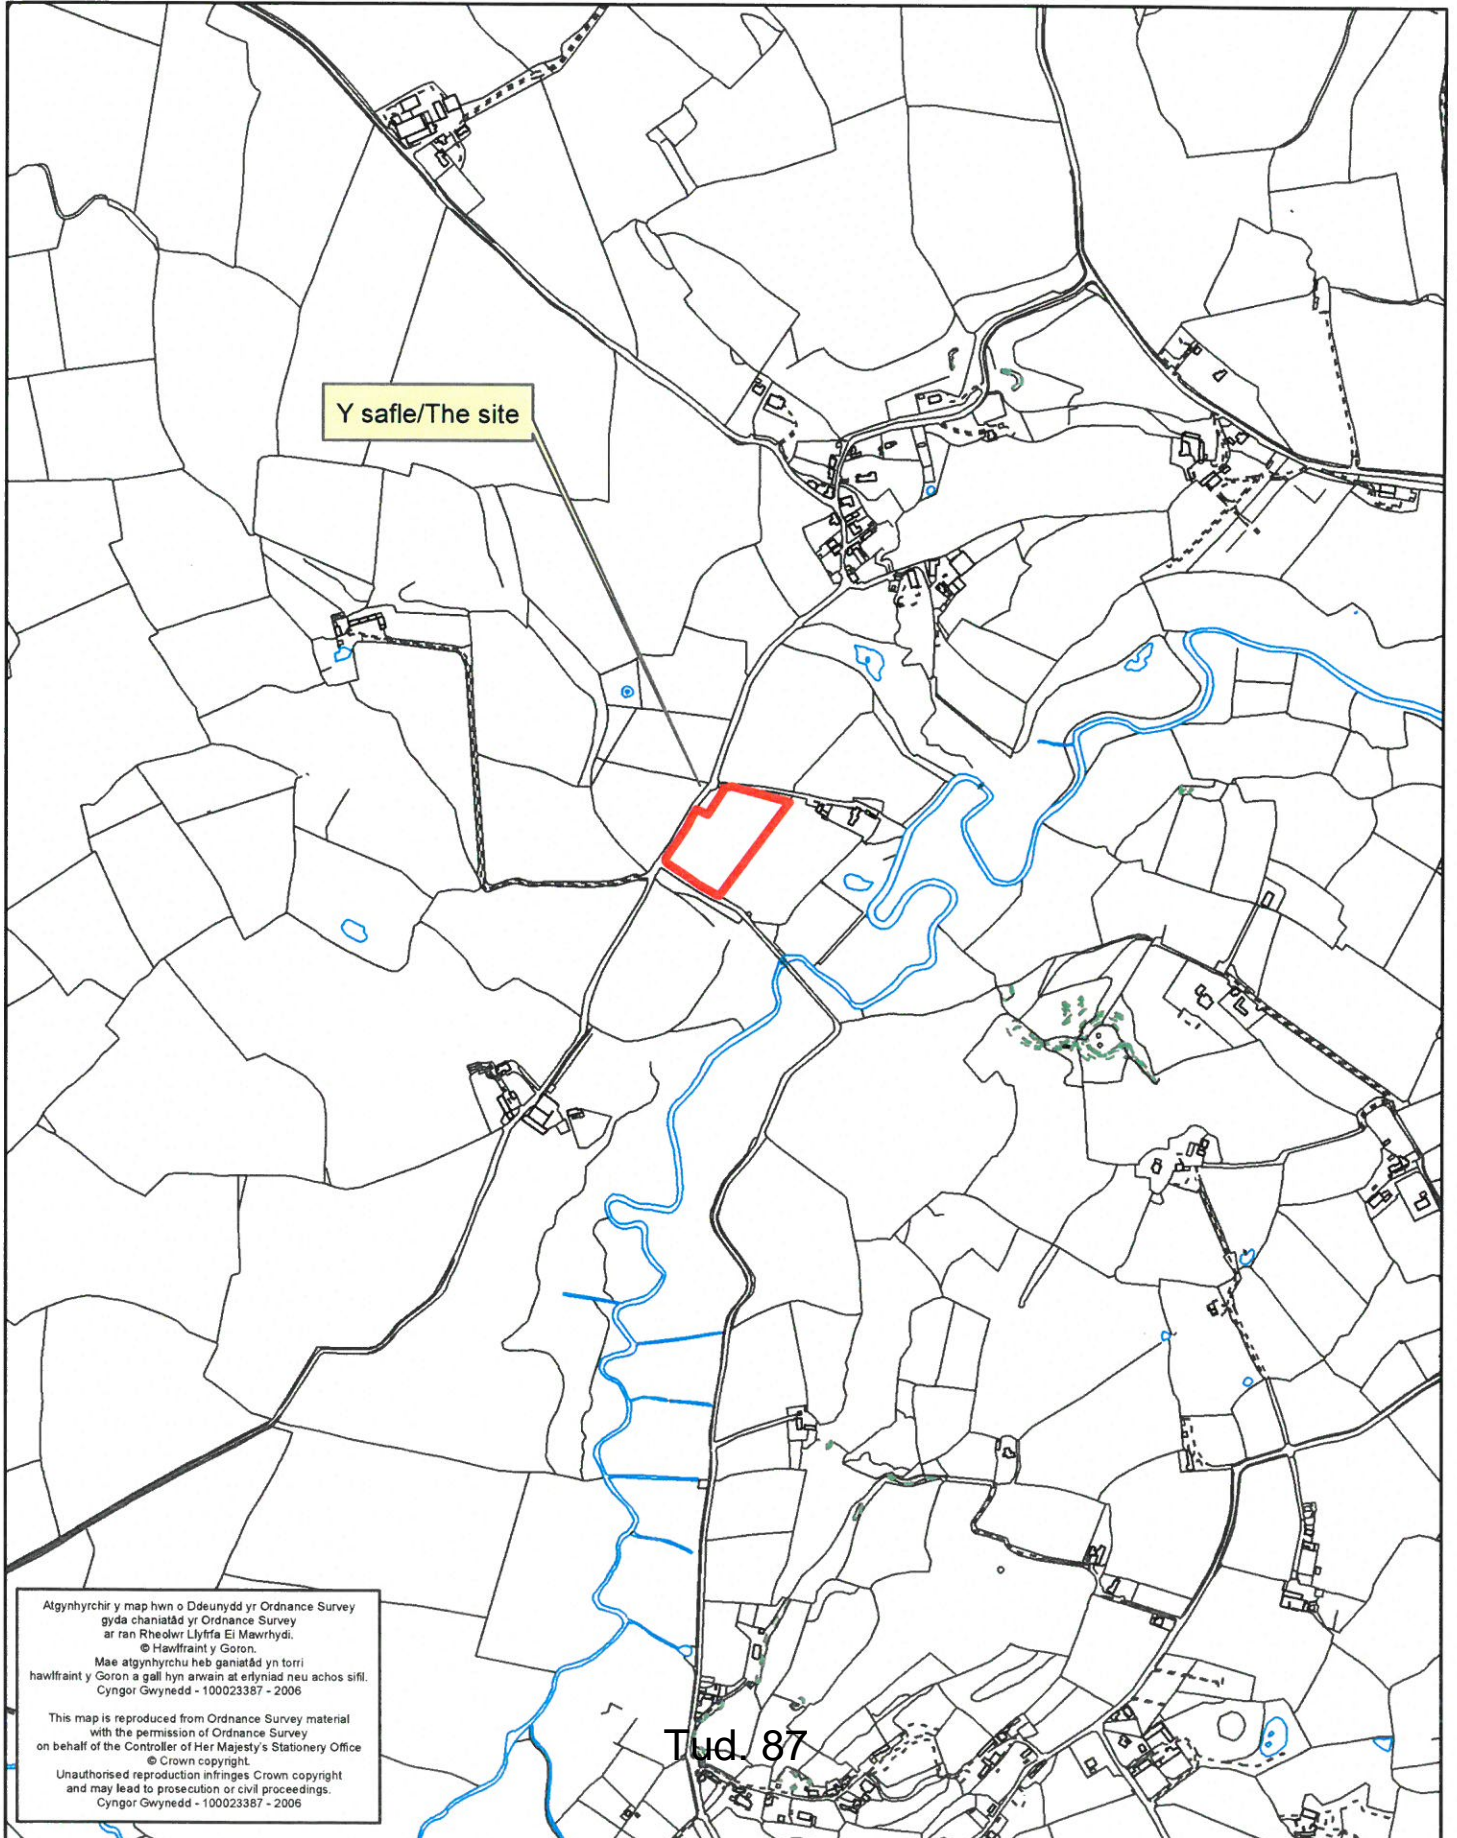 Y safle/The site
Atgynhyrchir y map hwn o Ddeunydd yr Ordnance Survey
gyda chaniatâd yr Ordnance Survey
ar ran Rheolwr Llyfrfa Ei Mawrhydi.
© Hawlfraint y Goron.
Mae atgynhyrchu heb ganiatâd yn torri
hawlfraint y Goron a gall hyn arwain at erlyniad neu achos sifil.
Cyngor Gwynedd - 100023387 - 2006
This map is reproduced from Ordnance Survey material
with the permission of Ordnance Survey
on behalf of the Controller of Her Majesty's Stationery Office
© Crown copyright.
Unauthorised reproduction infringes Crown copyright
and may lead to prosecution or civil proceedings.
Cyngor Gwynedd - 100023387 - 2006
Tud. 87